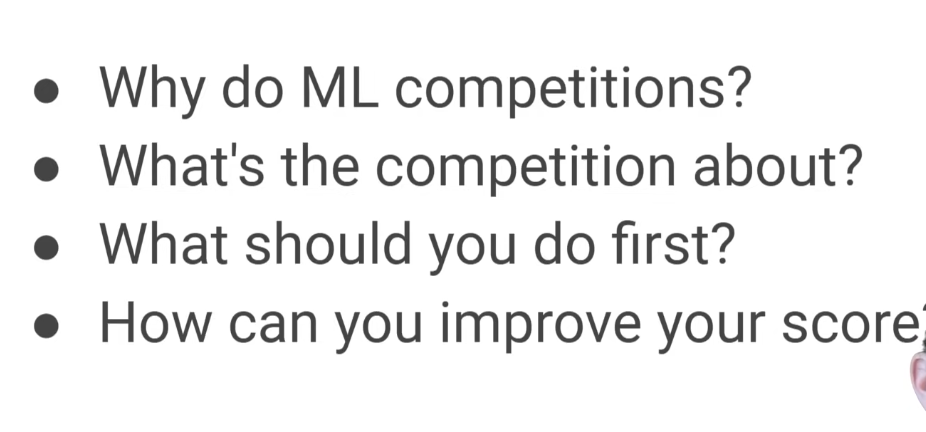 • Why do ML competitions?
• What's the competition about?
• What should you do first?
• How can you improve your score?